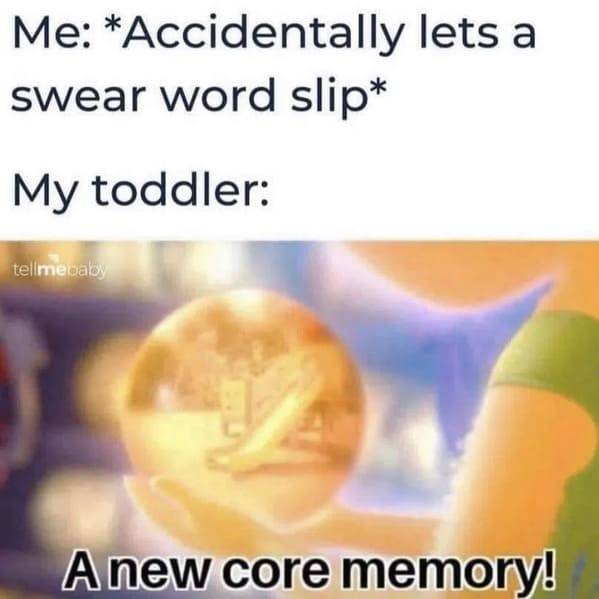 Me: *Accidentally lets a
swear word slip*
My toddler:
tellmebaby
A new core memory!